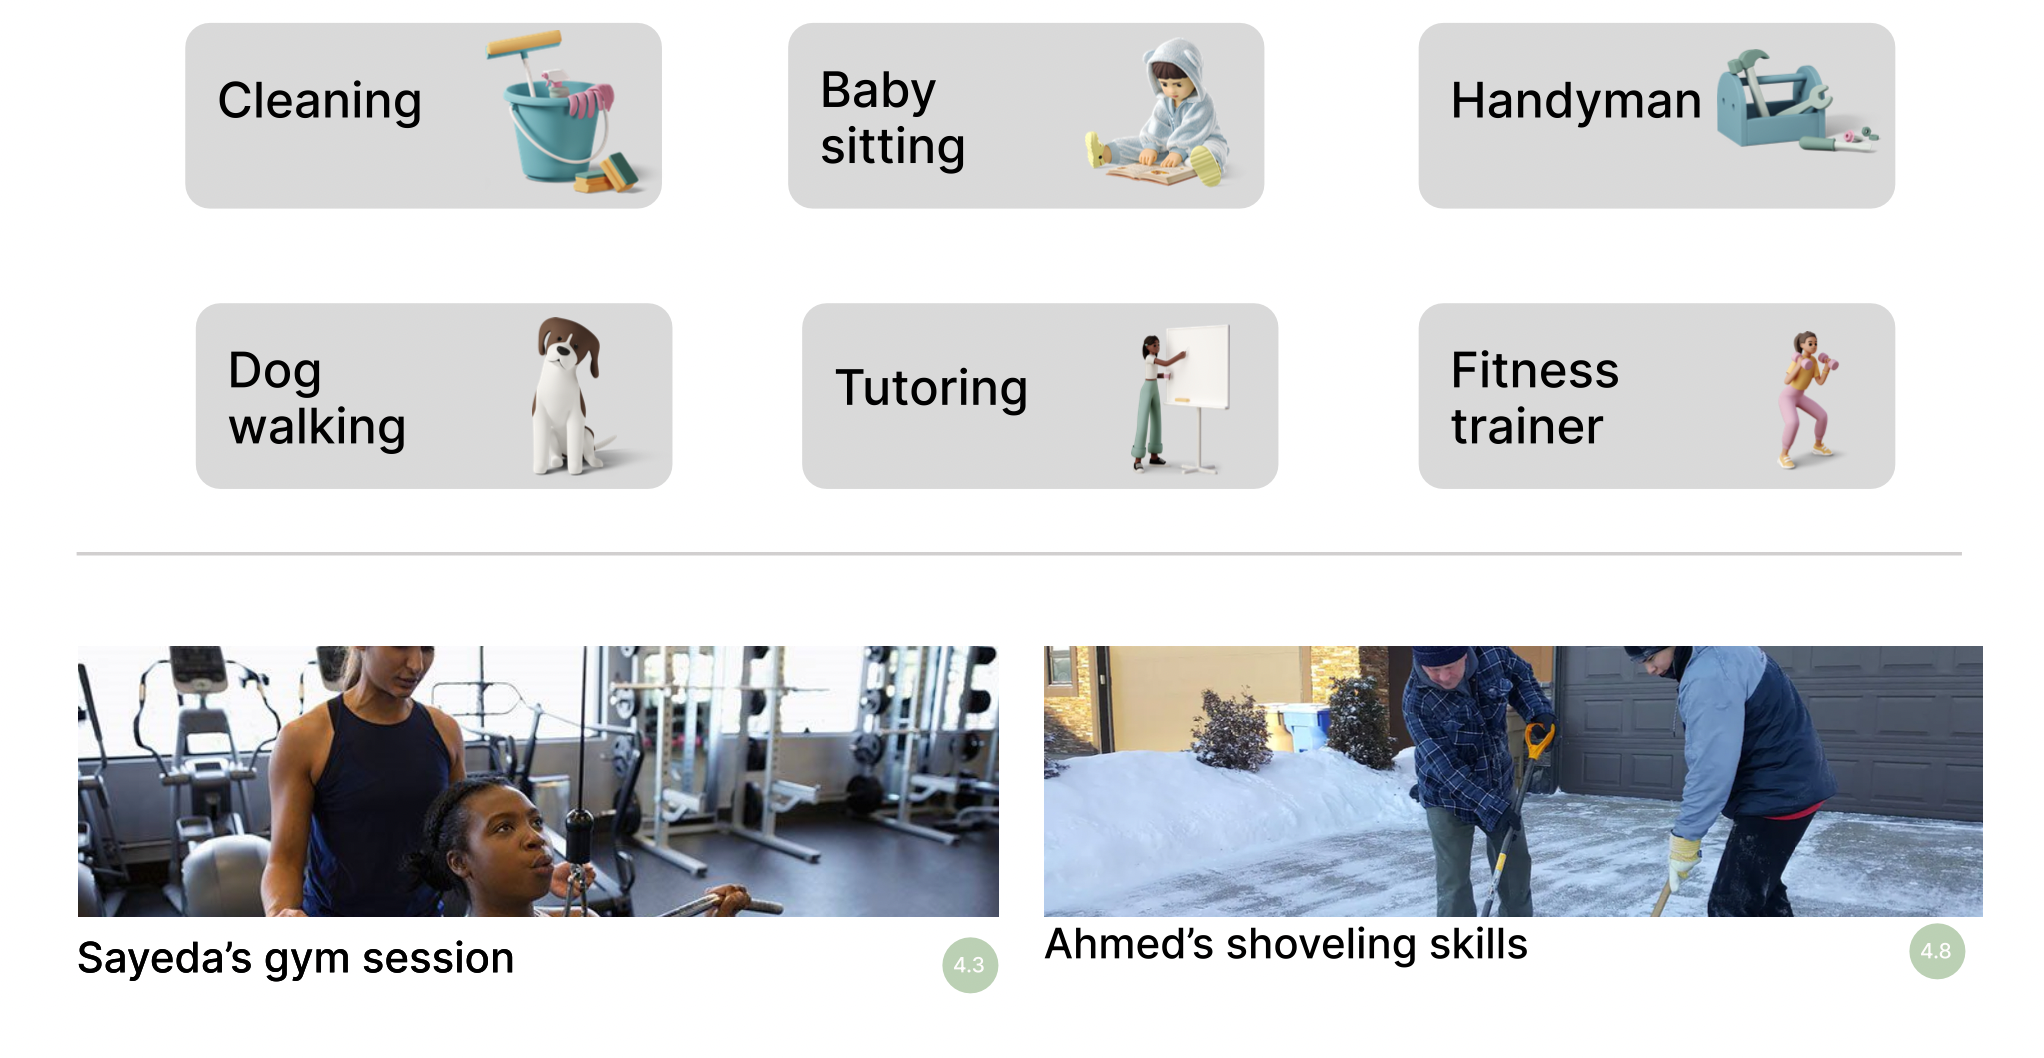 Cleaning
Baby
sitting
Handyman
Dog
walking
Tutoring
Fitness
trainer
Sayeda’s gym session
4.3
Ahmed’s shoveling skills
4.8